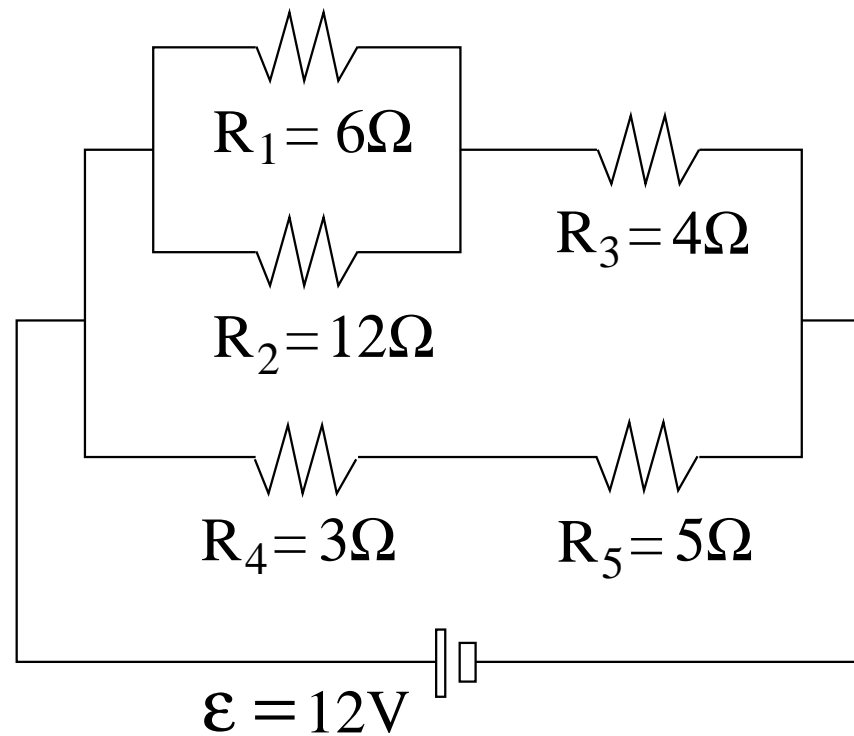 R₁= 6Ω
R₃= 4Ω
R₂= 12Ω
R₄= 3Ω
R₅= 5Ω
ε = 12V